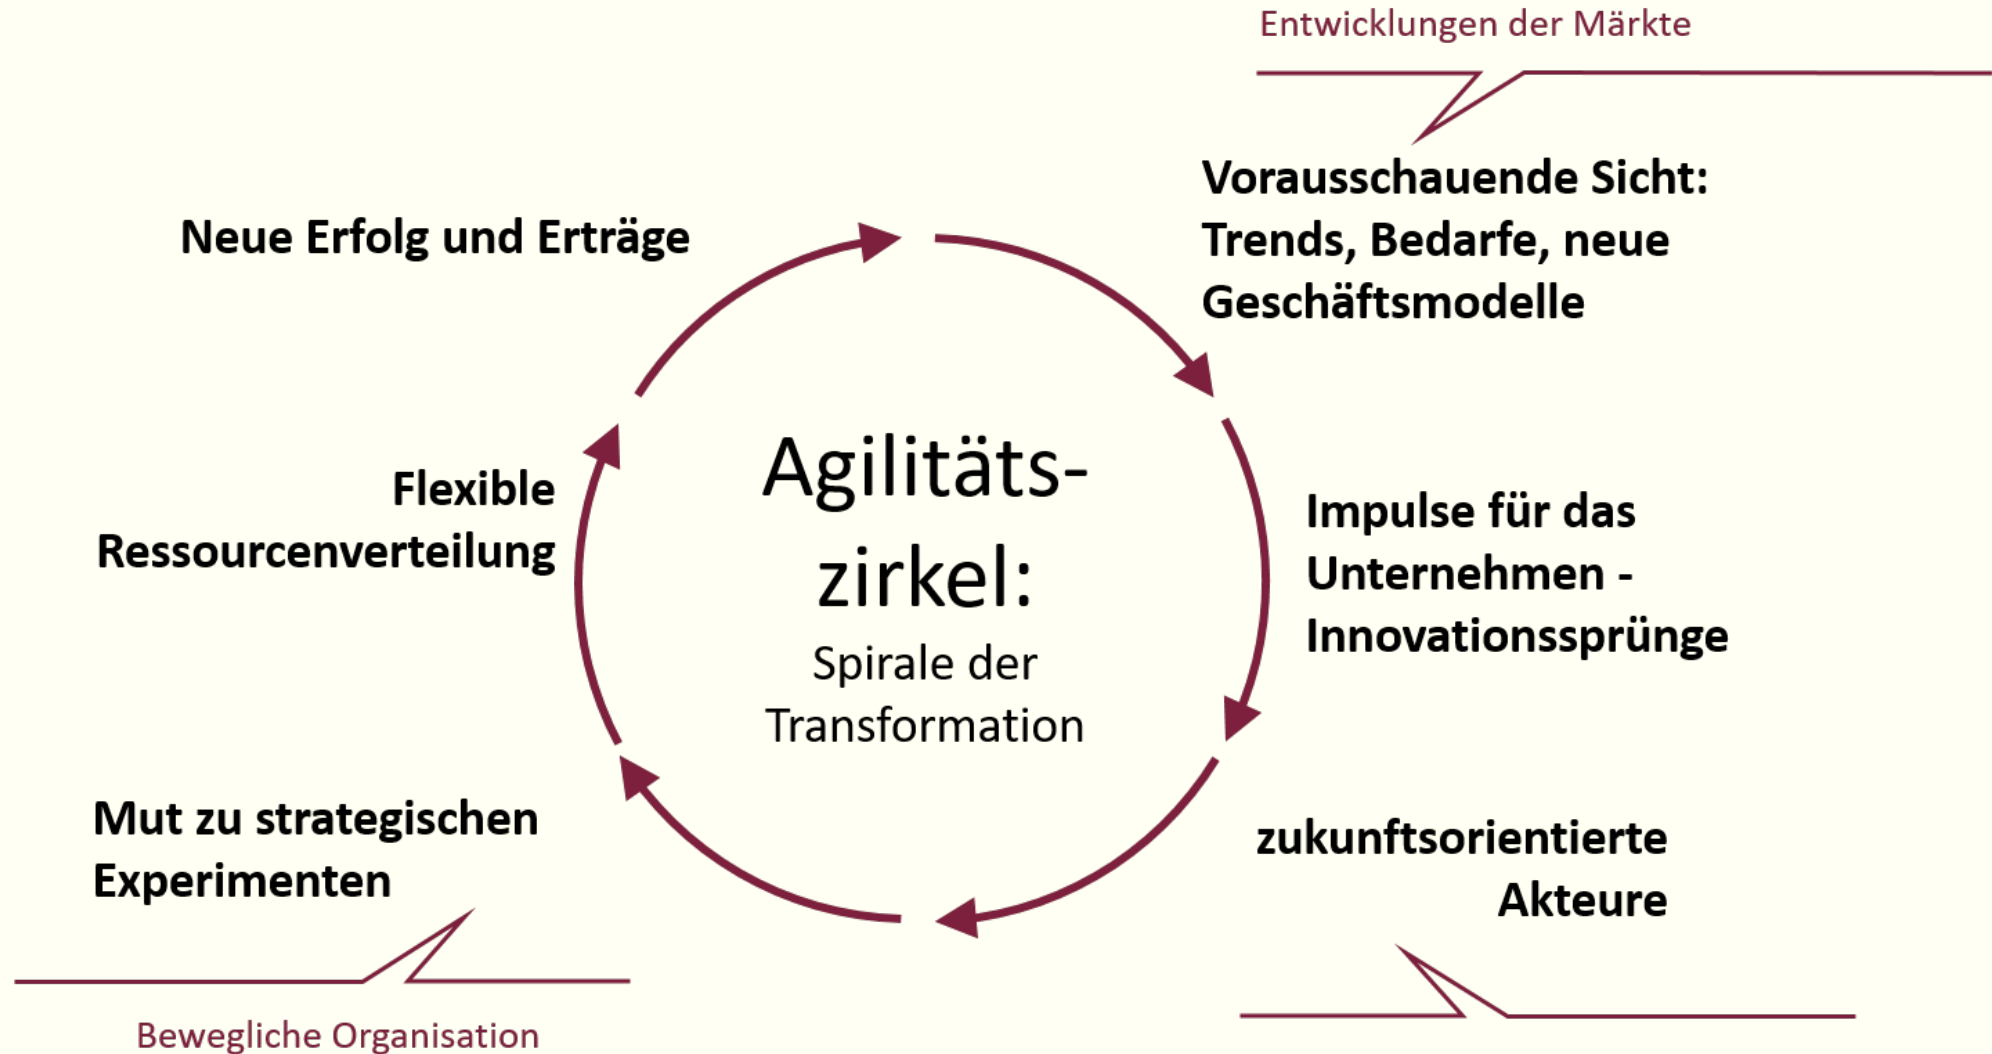 Entwicklungen der Märkte
Vorausschauende Sicht:
Trends, Bedarfe, neue
Geschäftsmodelle
Impulse für das
Unternehmen -
Innovationssprünge
zukunftsorientierte
Akteure
Mut zu strategischen
Experimenten
Bewegliche Organisation
Flexible
Ressourcenverteilung
Neue Erfolg und Erträge
Agilitäts-
zirkel:
Spirale der
Transformation